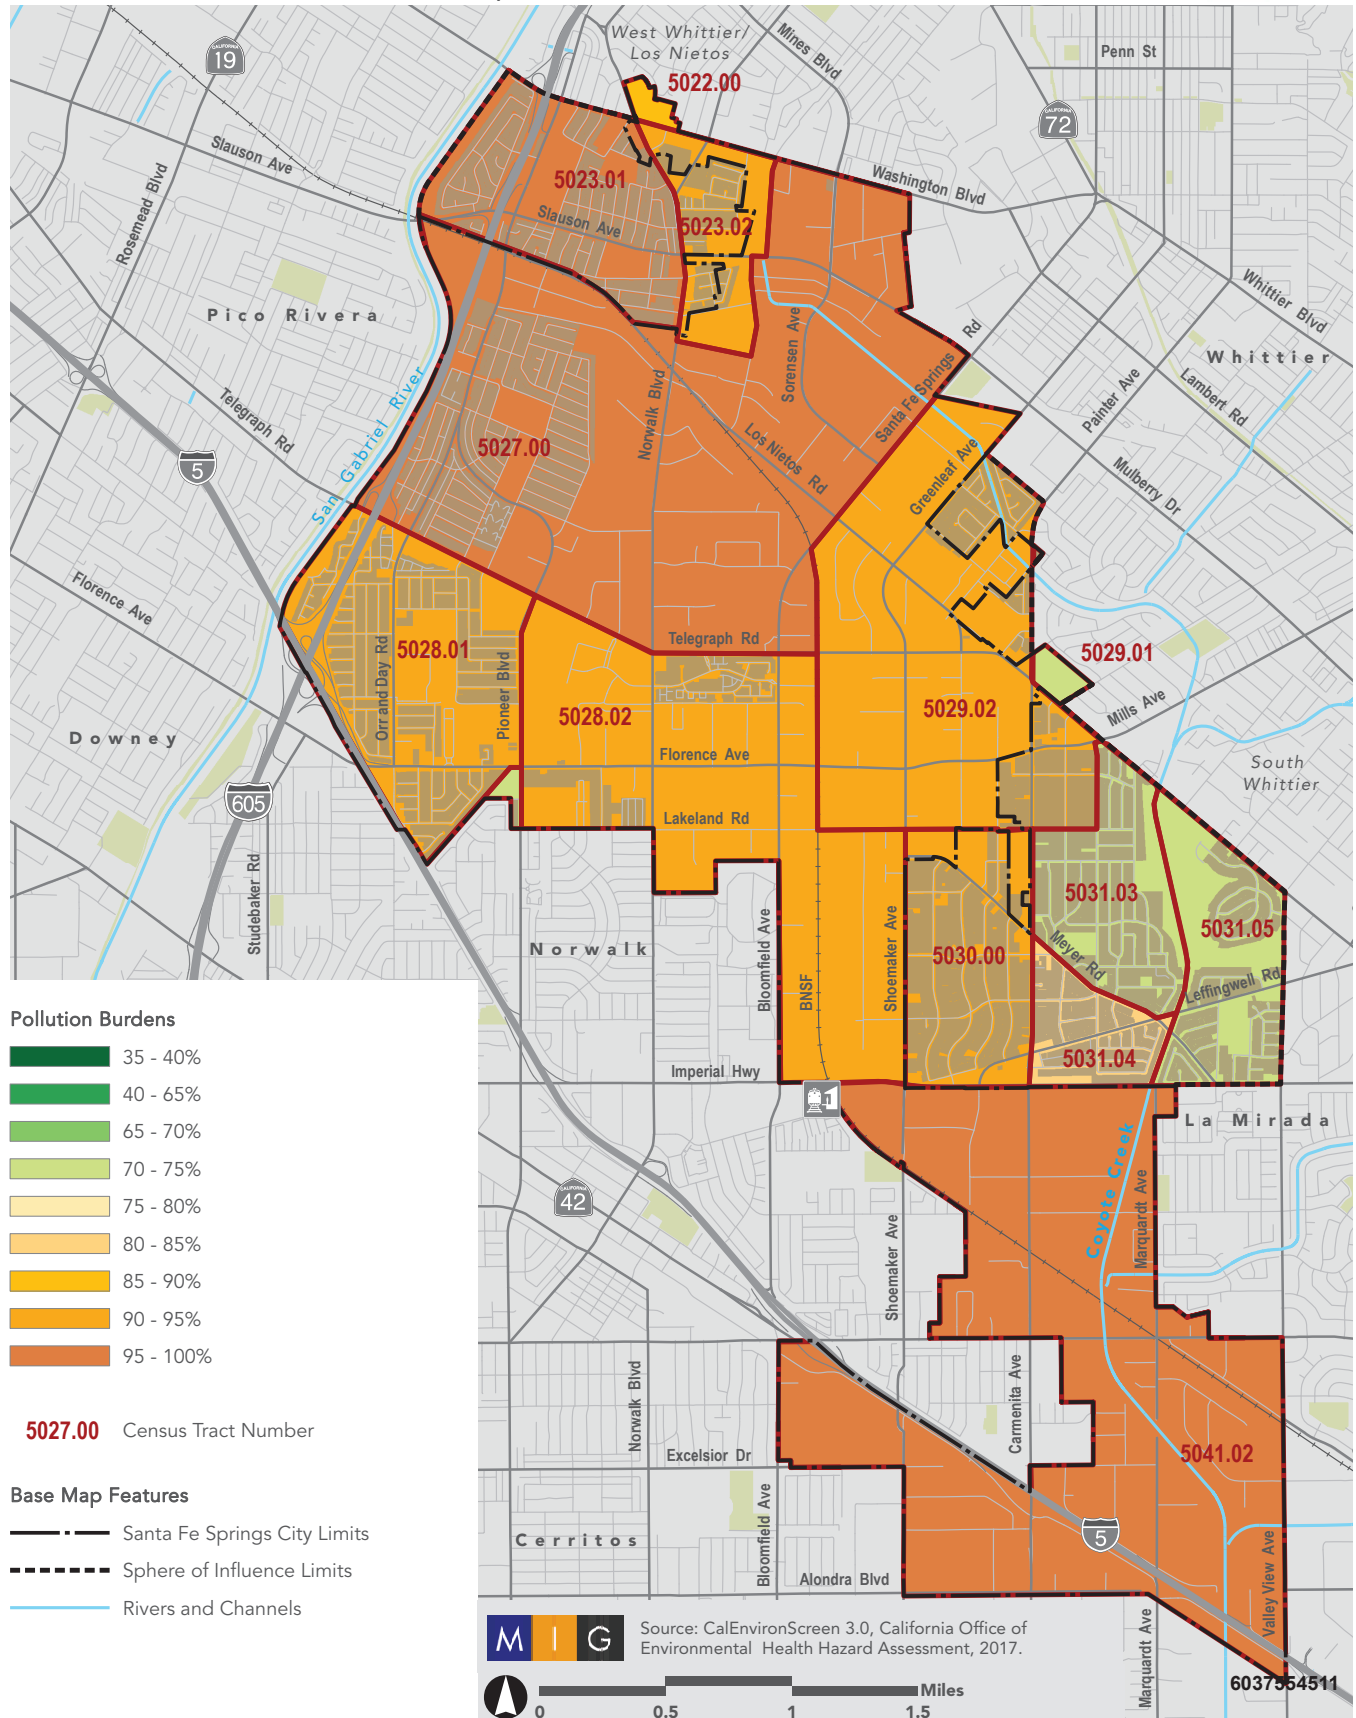 West Whittier/
Los Nietos
Mines Blvd
Penn St
CALIFORNIA
19
5022.00
CALIFORNIA
72
Slauson Ave
Rosemead Blvd
5023.01
Washington Blvd
Slauson Ave
5023.02
Whittier Blvd
Pico Rivera
Sorensen Ave
Santa Fe Springs
Rd
Whittier
Painter Ave
Lambert Rd
Telegraph Rd
San Gabriel River
Norwalk Blvd
5027.00
Los Nietos Rd
Greenleaf Ave
Mulberry Dr
5
Florence Ave
Orr and Day Rd
5028.01
Pioneer Blvd
Telegraph Rd
5029.01
5028.02
5029.02
Mills Ave
Downey
Florence Ave
South
Whittier
605
Lakeland Rd
Studebaker Rd
Norwalk
Bloomfield Ave
BNSF
Shoemaker Ave
5030.00
5031.03
Meyer Rd
5031.05
Leffingwell Rd
5031.04
Imperial Hwy
La Mirada
Coyote Creek
Marquardt Ave
CALIFORNIA
42
Shoemaker Ave
Norwalk Blvd
Carmenita Ave
Excelsior Dr
5041.02
Bloomfield Ave
Cerritos
5
Alondra Blvd
Valley View Ave
Marquardt Ave
6037554511
Pollution Burdens
35 - 40%
40 - 65%
65 - 70%
70 - 75%
75 - 80%
80 - 85%
85 - 90%
90 - 95%
95 - 100%
5027.00 Census Tract Number
Base Map Features
Santa Fe Springs City Limits
Sphere of Influence Limits
Rivers and Channels
M I G
Source: CalEnvironScreen 3.0, California Office of
Environmental Health Hazard Assessment, 2017.
Miles
0 0.5 1 1.5